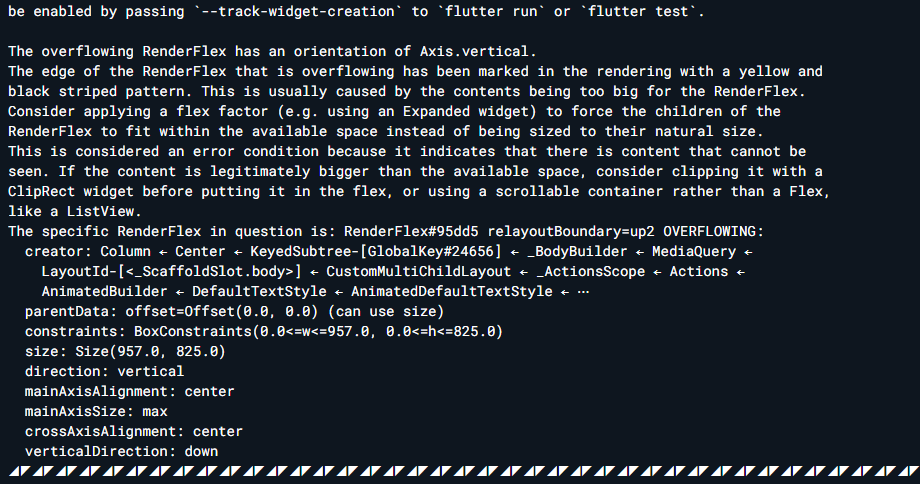 be enabled by passing `--track-widget-creation` to `flutter run` or `flutter test`.
The overflowing RenderFlex has an orientation of Axis.vertical.
The edge of the RenderFlex that is overflowing has been marked in the rendering with a yellow and
black striped pattern. This is usually caused by the contents being too big for the RenderFlex.
Consider applying a flex factor (e.g. using an Expanded widget) to force the children of the
RenderFlex to fit within the available space instead of being sized to their natural size.
This is considered an error condition because it indicates that there is content that cannot be
seen. If the content is legitimately bigger than the available space, consider clipping it with a
ClipRect widget before putting it in the flex, or using a scrollable container rather than a Flex,
like a ListView.
The specific RenderFlex in question is: RenderFlex#95dd5 relayoutBoundary=up2 OVERFLOWING:
creator: Column ← Center ← KeyedSubtree-[GlobalKey#24656] ← _BodyBuilder ← MediaQuery ←
LayoutId-[<_ScaffoldSlot.body>] ← CustomMultiChildLayout ← _ActionsScope ← Actions ←
AnimatedBuilder ← DefaultTextStyle ← AnimatedDefaultTextStyle ← ⋯
parentData: offset=Offset(0.0, 0.0) (can use size)
constraints: BoxConstraints(0.0<=w<=957.0, 0.0<=h<=825.0)
size: Size(957.0, 825.0)
direction: vertical
mainAxisAlignment: center
mainAxisSize: max
crossAxisAlignment: center
verticalDirection: down